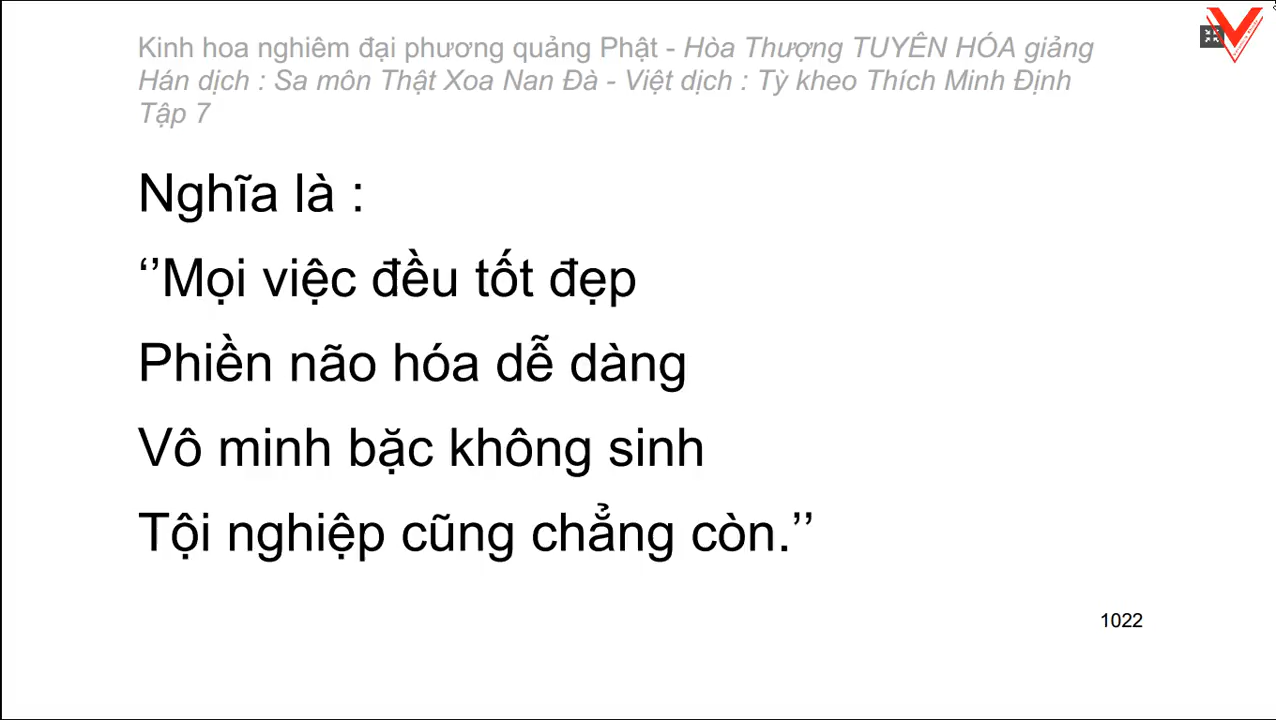 Kinh hoa nghiêm đại phương quảng Phật - Hòa Thượng TUYÊN HÓA giảng
Hán dịch : Sa môn Thật Xoa Nan Đà - Việt dịch : Tỳ kheo Thích Minh Định
Tập 7
Nghĩa là :
‘’Mọi việc đều tốt đẹp
Phiền não hóa dễ dàng
Vô minh bặc không sinh
Tội nghiệp cũng chẳng còn.’’
1022